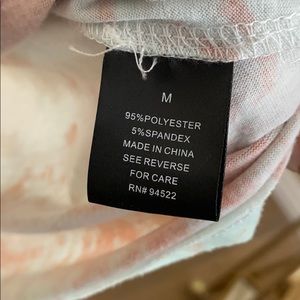 M
95%POLYESTER
5%SPANDEX
MADE IN CHINA
SEE REVERSE
FOR CARE
RN# 94522